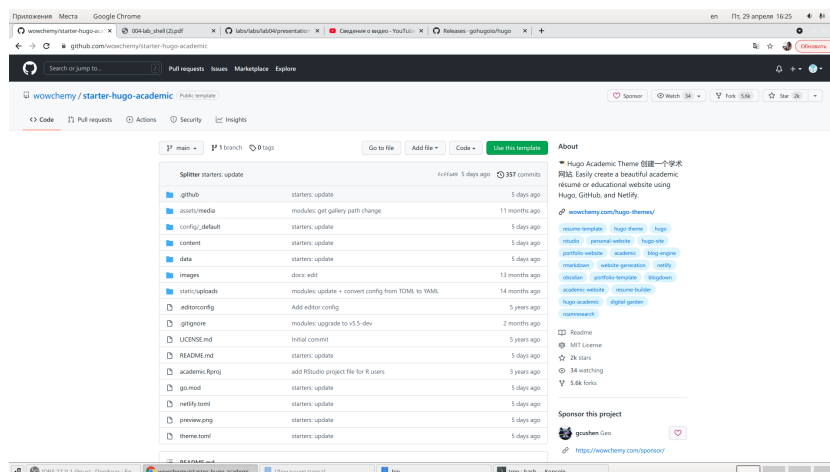 Приложения Места Google Chrome en Пт, 29 апреля 16:25
wowchemy/starter-hugo-aca 004-lab_shell (2).pdf labs/labs/lab04/presentation Сведения о видео - YouTube Releases · gohugoio/hugo
github.com/wowchemy/starter-hugo-academic Обновить
Search or jump to... / Pull requests Issues Marketplace Explore
wowchemy / starter-hugo-academic Public template Sponsor Watch 34 Fork 5.6k Star 2k
Code Pull requests Actions Security Insights
main 1 branch 0 tags Go to file Add file Code Use this template
Splitter starters: update 5 days ago 357 commits
.github starters: update 5 days ago
assets/media modules: get gallery path change 11 months ago
config/_default starters: update 5 days ago
content starters: update 5 days ago
data starters: update 5 days ago
images docs: edit 13 months ago
static/uploads modules: update + convert config from TOML to YAML 14 months ago
.editorconfig Add editor config 5 years ago
.gitignore modules: upgrade to v5.5-dev 2 months ago
LICENSE.md Initial commit 5 years ago
README.md starters: update 5 days ago
academic.Rproj add RStudio project file for R users 3 years ago
go.mod starters: update 5 days ago
netlify.toml starters: update 5 days ago
preview.png starters: update 5 days ago
theme.toml starters: update 5 days ago
README.md
About
Hugo Academic Theme 创建一个学术
网站. Easily create a beautiful academic
résumé or educational website using
Hugo, GitHub, and Netlify.
wowchemy.com/hugo-themes/
resume-template hugo-theme hugo
rstudio personal-website hugo-site
portfolio-website academic blog-engine
rmarkdown website-generation netlify
obsidian portfolio-template blogdown
academic-website resume-builder
hugo-academic digital-garden
roamresearch
Readme
MIT License
2k stars
34 watching
5.6k forks
Sponsor this project
gcushen Geo
https://wowchemy.com/sponsor/